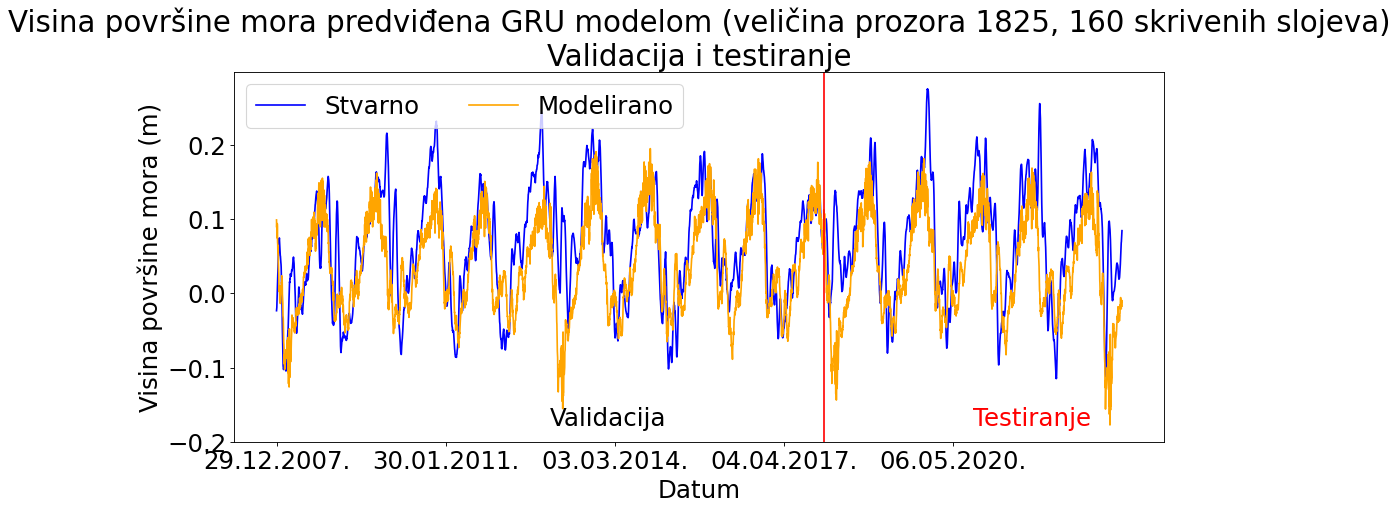 Visina površine mora predviđena GRU modelom (veličina prozora 1825, 160 skrivenih slojeva)
Validacija i testiranje
Stvarno Modelirano
Visina površine mora (m)
0.2
0.1
0.0
−0.1
−0.2
Validacija Testiranje
29.12.2007. 30.01.2011. 03.03.2014. 04.04.2017. 06.05.2020.
Datum